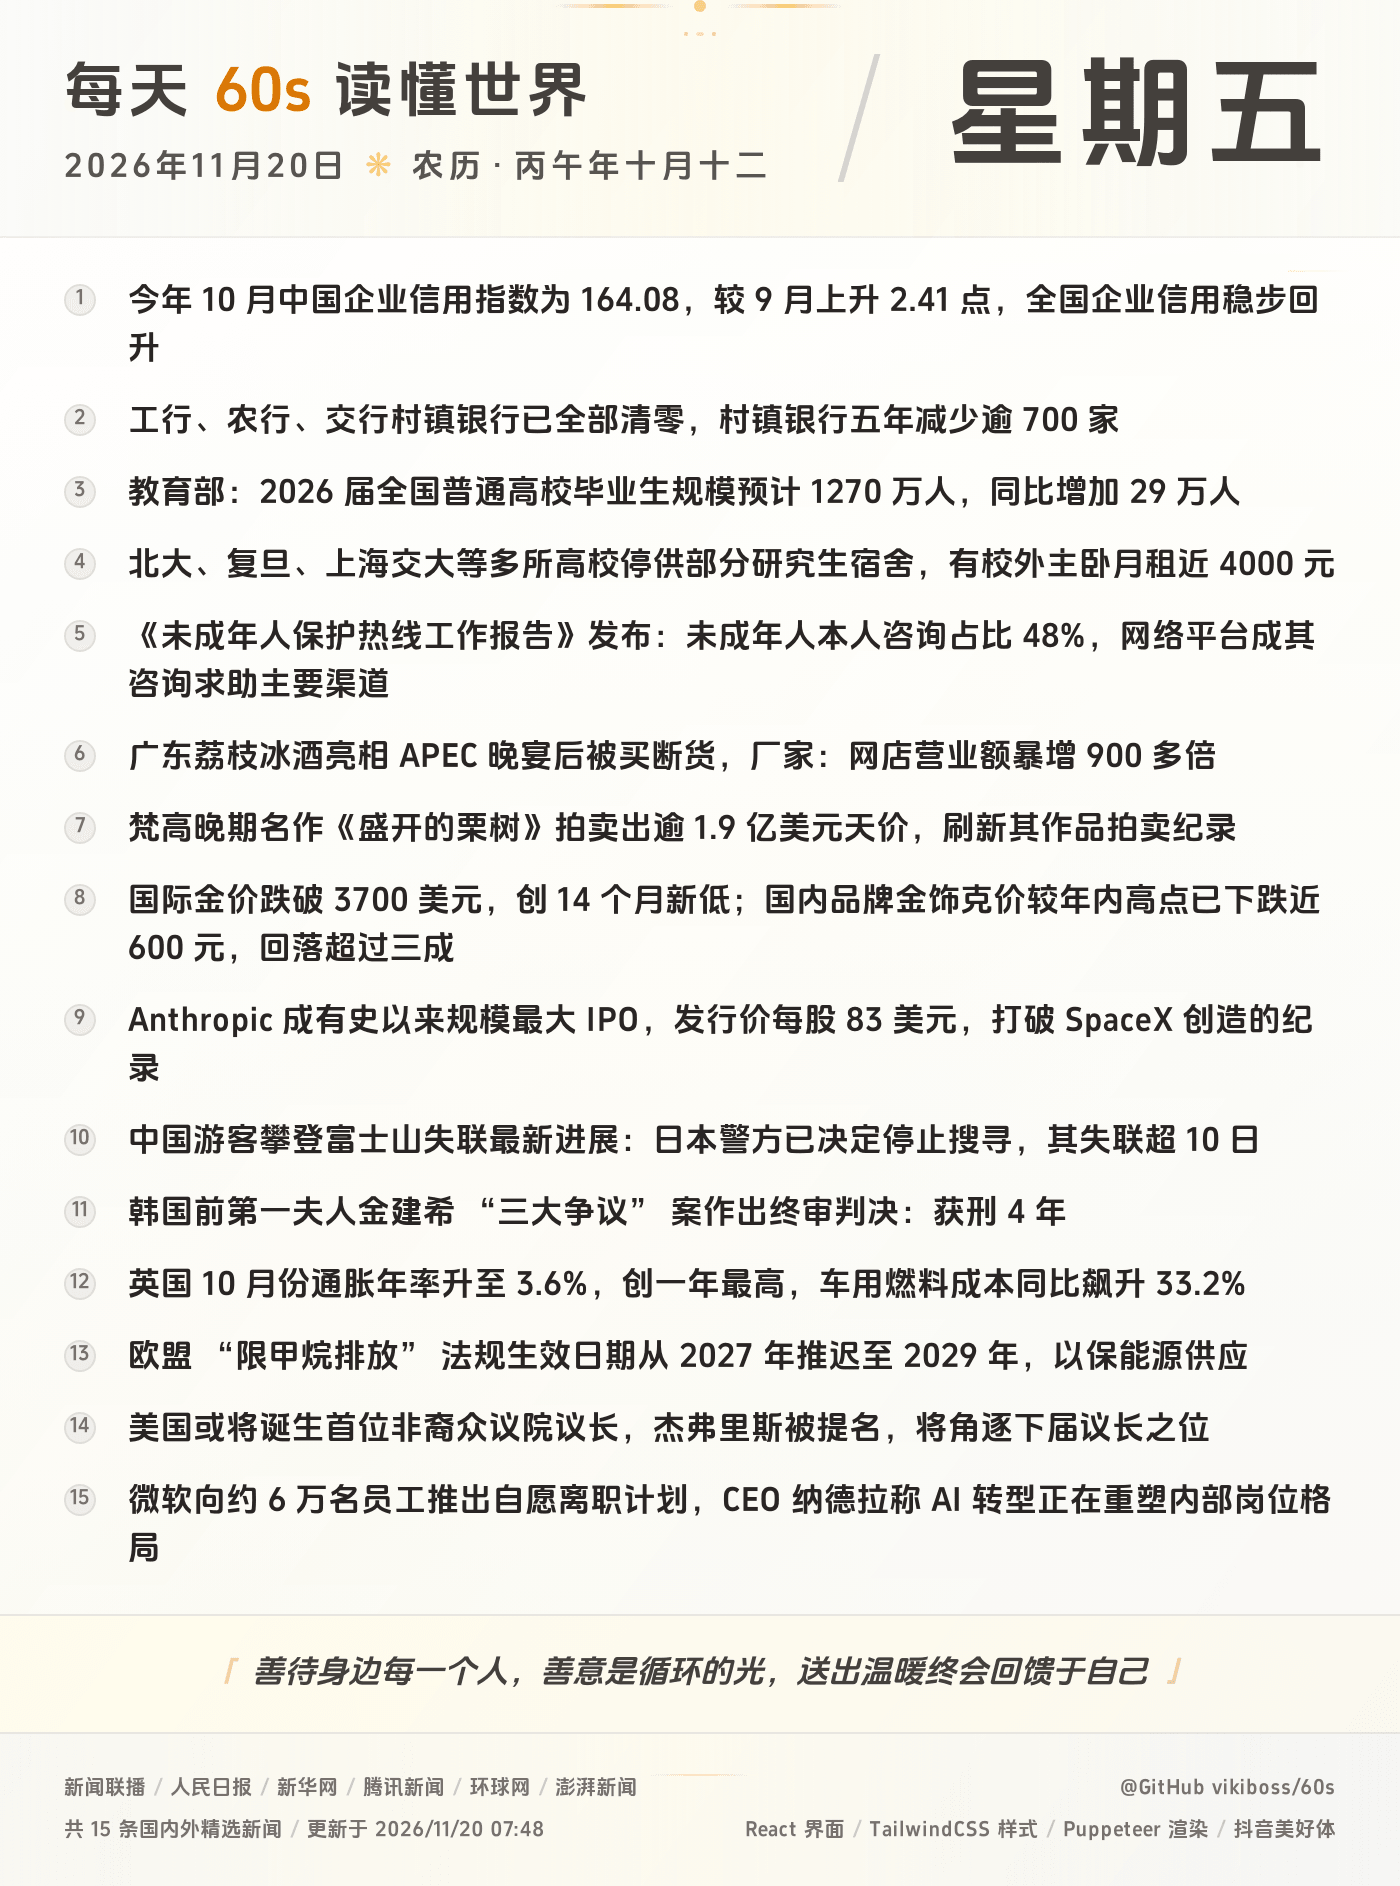 每天 60s 读懂世界
2026年11月20日 ❋ 农历 · 丙午年十月十二
星期五
1 今年 10 月中国企业信用指数为 164.08，较 9 月上升 2.41 点，全国企业信用稳步回
升
2 工行、农行、交行村镇银行已全部清零，村镇银行五年减少逾 700 家
3 教育部：2026 届全国普通高校毕业生规模预计 1270 万人，同比增加 29 万人
4 北大、复旦、上海交大等多所高校停供部分研究生宿舍，有校外主卧月租近 4000 元
5 《未成年人保护热线工作报告》发布：未成年人本人咨询占比 48%，网络平台成其
咨询求助主要渠道
6 广东荔枝冰酒亮相 APEC 晚宴后被买断货，厂家：网店营业额暴增 900 多倍
7 梵高晚期名作《盛开的栗树》拍卖出逾 1.9 亿美元天价，刷新其作品拍卖纪录
8 国际金价跌破 3700 美元，创 14 个月新低；国内品牌金饰克价较年内高点已下跌近
600 元，回落超过三成
9 Anthropic 成有史以来规模最大 IPO，发行价每股 83 美元，打破 SpaceX 创造的纪
录
10 中国游客攀登富士山失联最新进展：日本警方已决定停止搜寻，其失联超 10 日
11 韩国前第一夫人金建希 “三大争议” 案作出终审判决：获刑 4 年
12 英国 10 月份通胀年率升至 3.6%，创一年最高，车用燃料成本同比飙升 33.2%
13 欧盟 “限甲烷排放” 法规生效日期从 2027 年推迟至 2029 年，以保能源供应
14 美国或将诞生首位非裔众议院议长，杰弗里斯被提名，将角逐下届议长之位
15 微软向约 6 万名员工推出自愿离职计划，CEO 纳德拉称 AI 转型正在重塑内部岗位格
局
「 善待身边每一个人，善意是循环的光，送出温暖终会回馈于自己 」
新闻联播 / 人民日报 / 新华网 / 腾讯新闻 / 环球网 / 澎湃新闻
@GitHub vikiboss/60s
共 15 条国内外精选新闻 / 更新于 2026/11/20 07:48
React 界面 / TailwindCSS 样式 / Puppeteer 渲染 / 抖音美好体